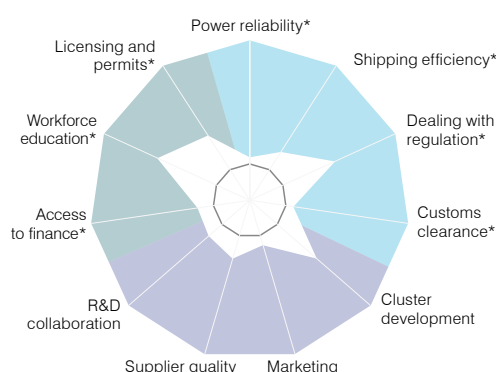 Power reliability*
Licensing and
permits*
Shipping efficiency*
Workforce
education*
Dealing with
regulation*
Access
to finance*
Customs
clearance*
R&D
collaboration
Cluster
development
Supplier quality
Marketing